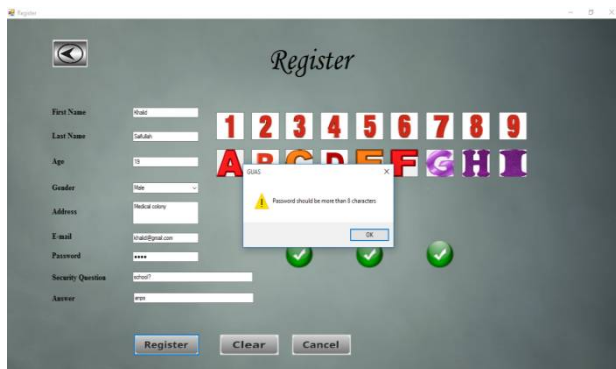 Register
Register
First Name Khalid
1 2 3 4 5 6 7 8 9
Last Name Saifullah
Age 19
A B C D E F G H I
GUAS
Gender Male
Password should be more than 8 characters
Address Medical colony
OK
E-mail khalid@gmail.com
Password ••••
Security Question school?
Answer
Register Clear Cancel